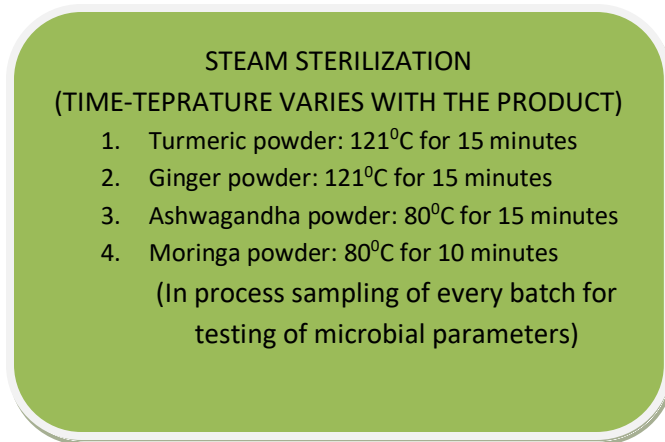 STEAM STERILIZATION
(TIME-TEPRATURE VARIES WITH THE PRODUCT)
1. Turmeric powder: 121⁰C for 15 minutes
2. Ginger powder: 121⁰C for 15 minutes
3. Ashwagandha powder: 80⁰C for 15 minutes
4. Moringa powder: 80⁰C for 10 minutes
(In process sampling of every batch for
testing of microbial parameters)